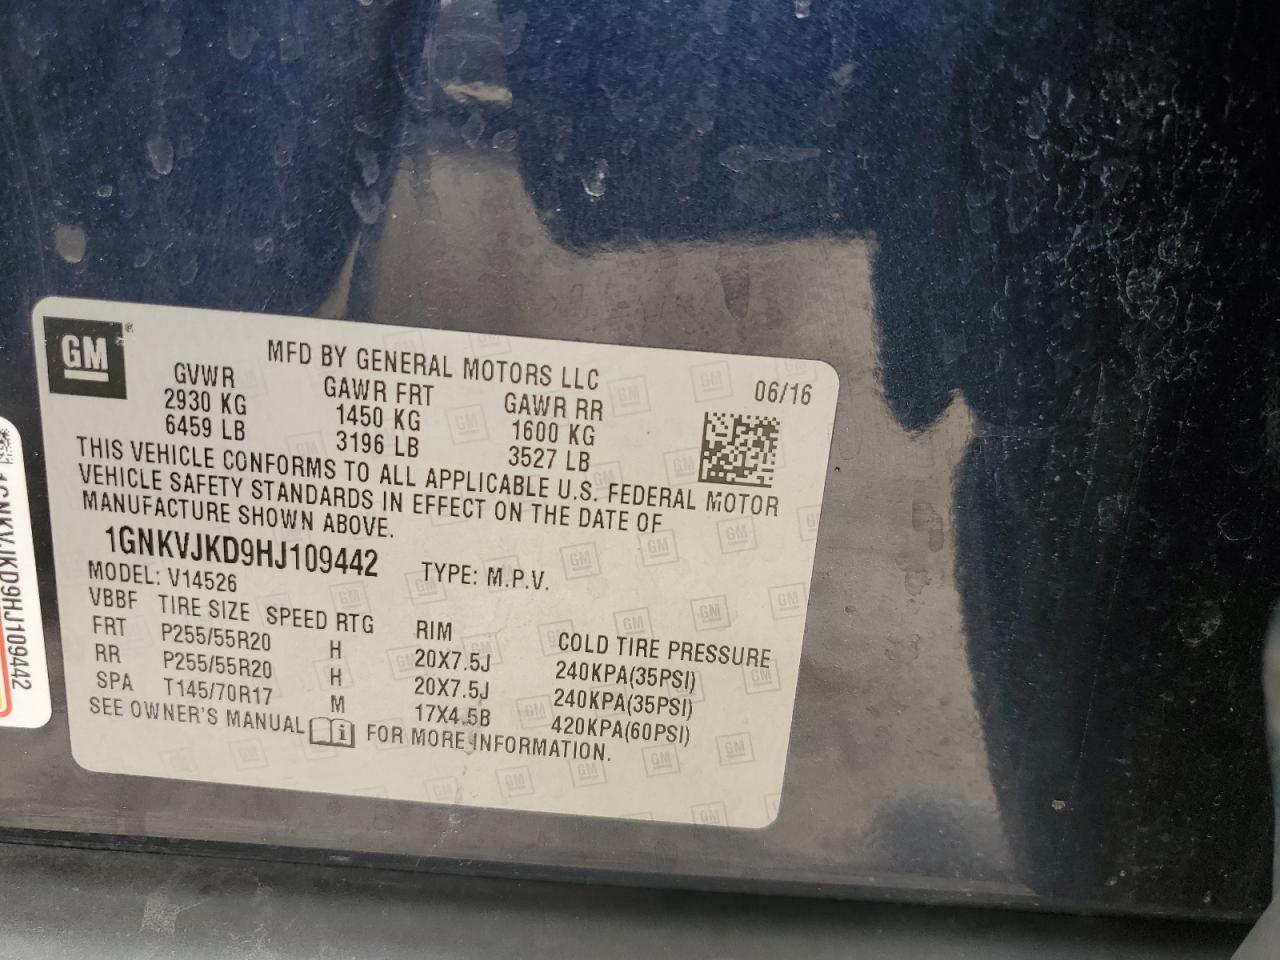 GM
MFD BY GENERAL MOTORS LLC
GVWR GAWR FRT GAWR RR 06/16
2930 KG 1450 KG 1600 KG
6459 LB 3196 LB 3527 LB
THIS VEHICLE CONFORMS TO ALL APPLICABLE U.S. FEDERAL MOTOR
VEHICLE SAFETY STANDARDS IN EFFECT ON THE DATE OF
MANUFACTURE SHOWN ABOVE.
1GNKVJKD9HJ109442 TYPE: M.P.V.
MODEL: V14526
VBBF TIRE SIZE SPEED RTG RIM COLD TIRE PRESSURE
FRT P255/55R20 H 20X7.5J 240KPA(35PSI)
RR P255/55R20 H 20X7.5J 240KPA(35PSI)
SPA T145/70R17 M 17X4.5B 420KPA(60PSI)
SEE OWNER'S MANUAL FOR MORE INFORMATION.
1GNKVJKD9HJ109442